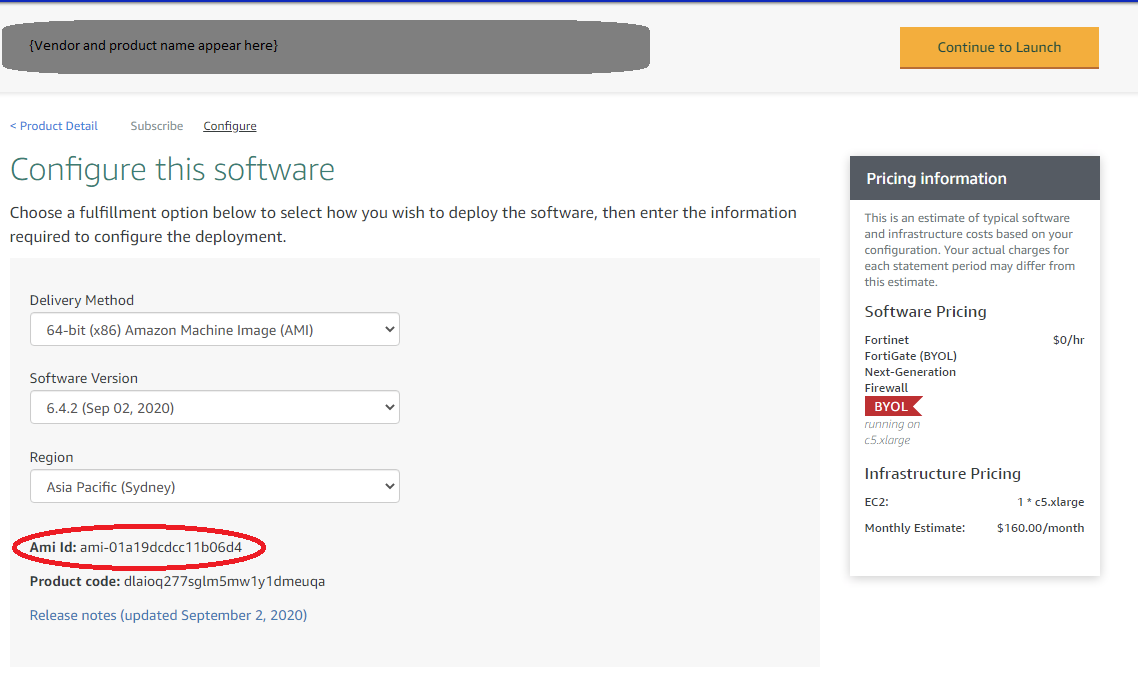 {Vendor and product name appear here}
Continue to Launch
< Product Detail
Subscribe
Configure
Configure this software
Choose a fulfillment option below to select how you wish to deploy the software, then enter the information
required to configure the deployment.
Delivery Method
64-bit (x86) Amazon Machine Image (AMI)
Software Version
6.4.2 (Sep 02, 2020)
Region
Asia Pacific (Sydney)
Ami Id: ami-01a19dcdcc11b06d4
Product code: dlaioq277sglm5mw1y1dmeuqa
Release notes (updated September 2, 2020)
Pricing information
This is an estimate of typical software
and infrastructure costs based on your
configuration. Your actual charges for
each statement period may differ from
this estimate.
Software Pricing
Fortinet $0/hr
FortiGate (BYOL)
Next-Generation
Firewall
BYOL
running on
c5.xlarge
Infrastructure Pricing
EC2: 1 * c5.xlarge
Monthly Estimate: $160.00/month